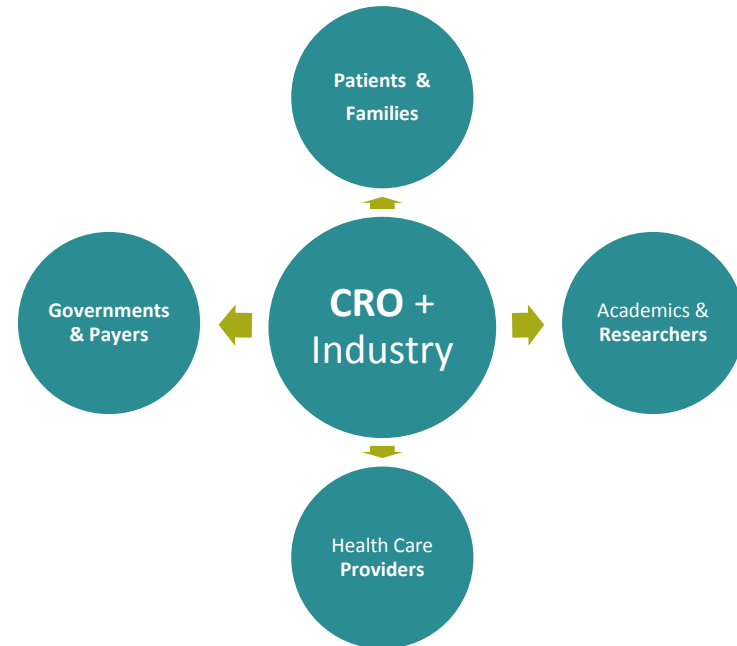 Patients &
Families
Governments
& Payers
CRO +
Industry
Academics &
Researchers
Health Care
Providers